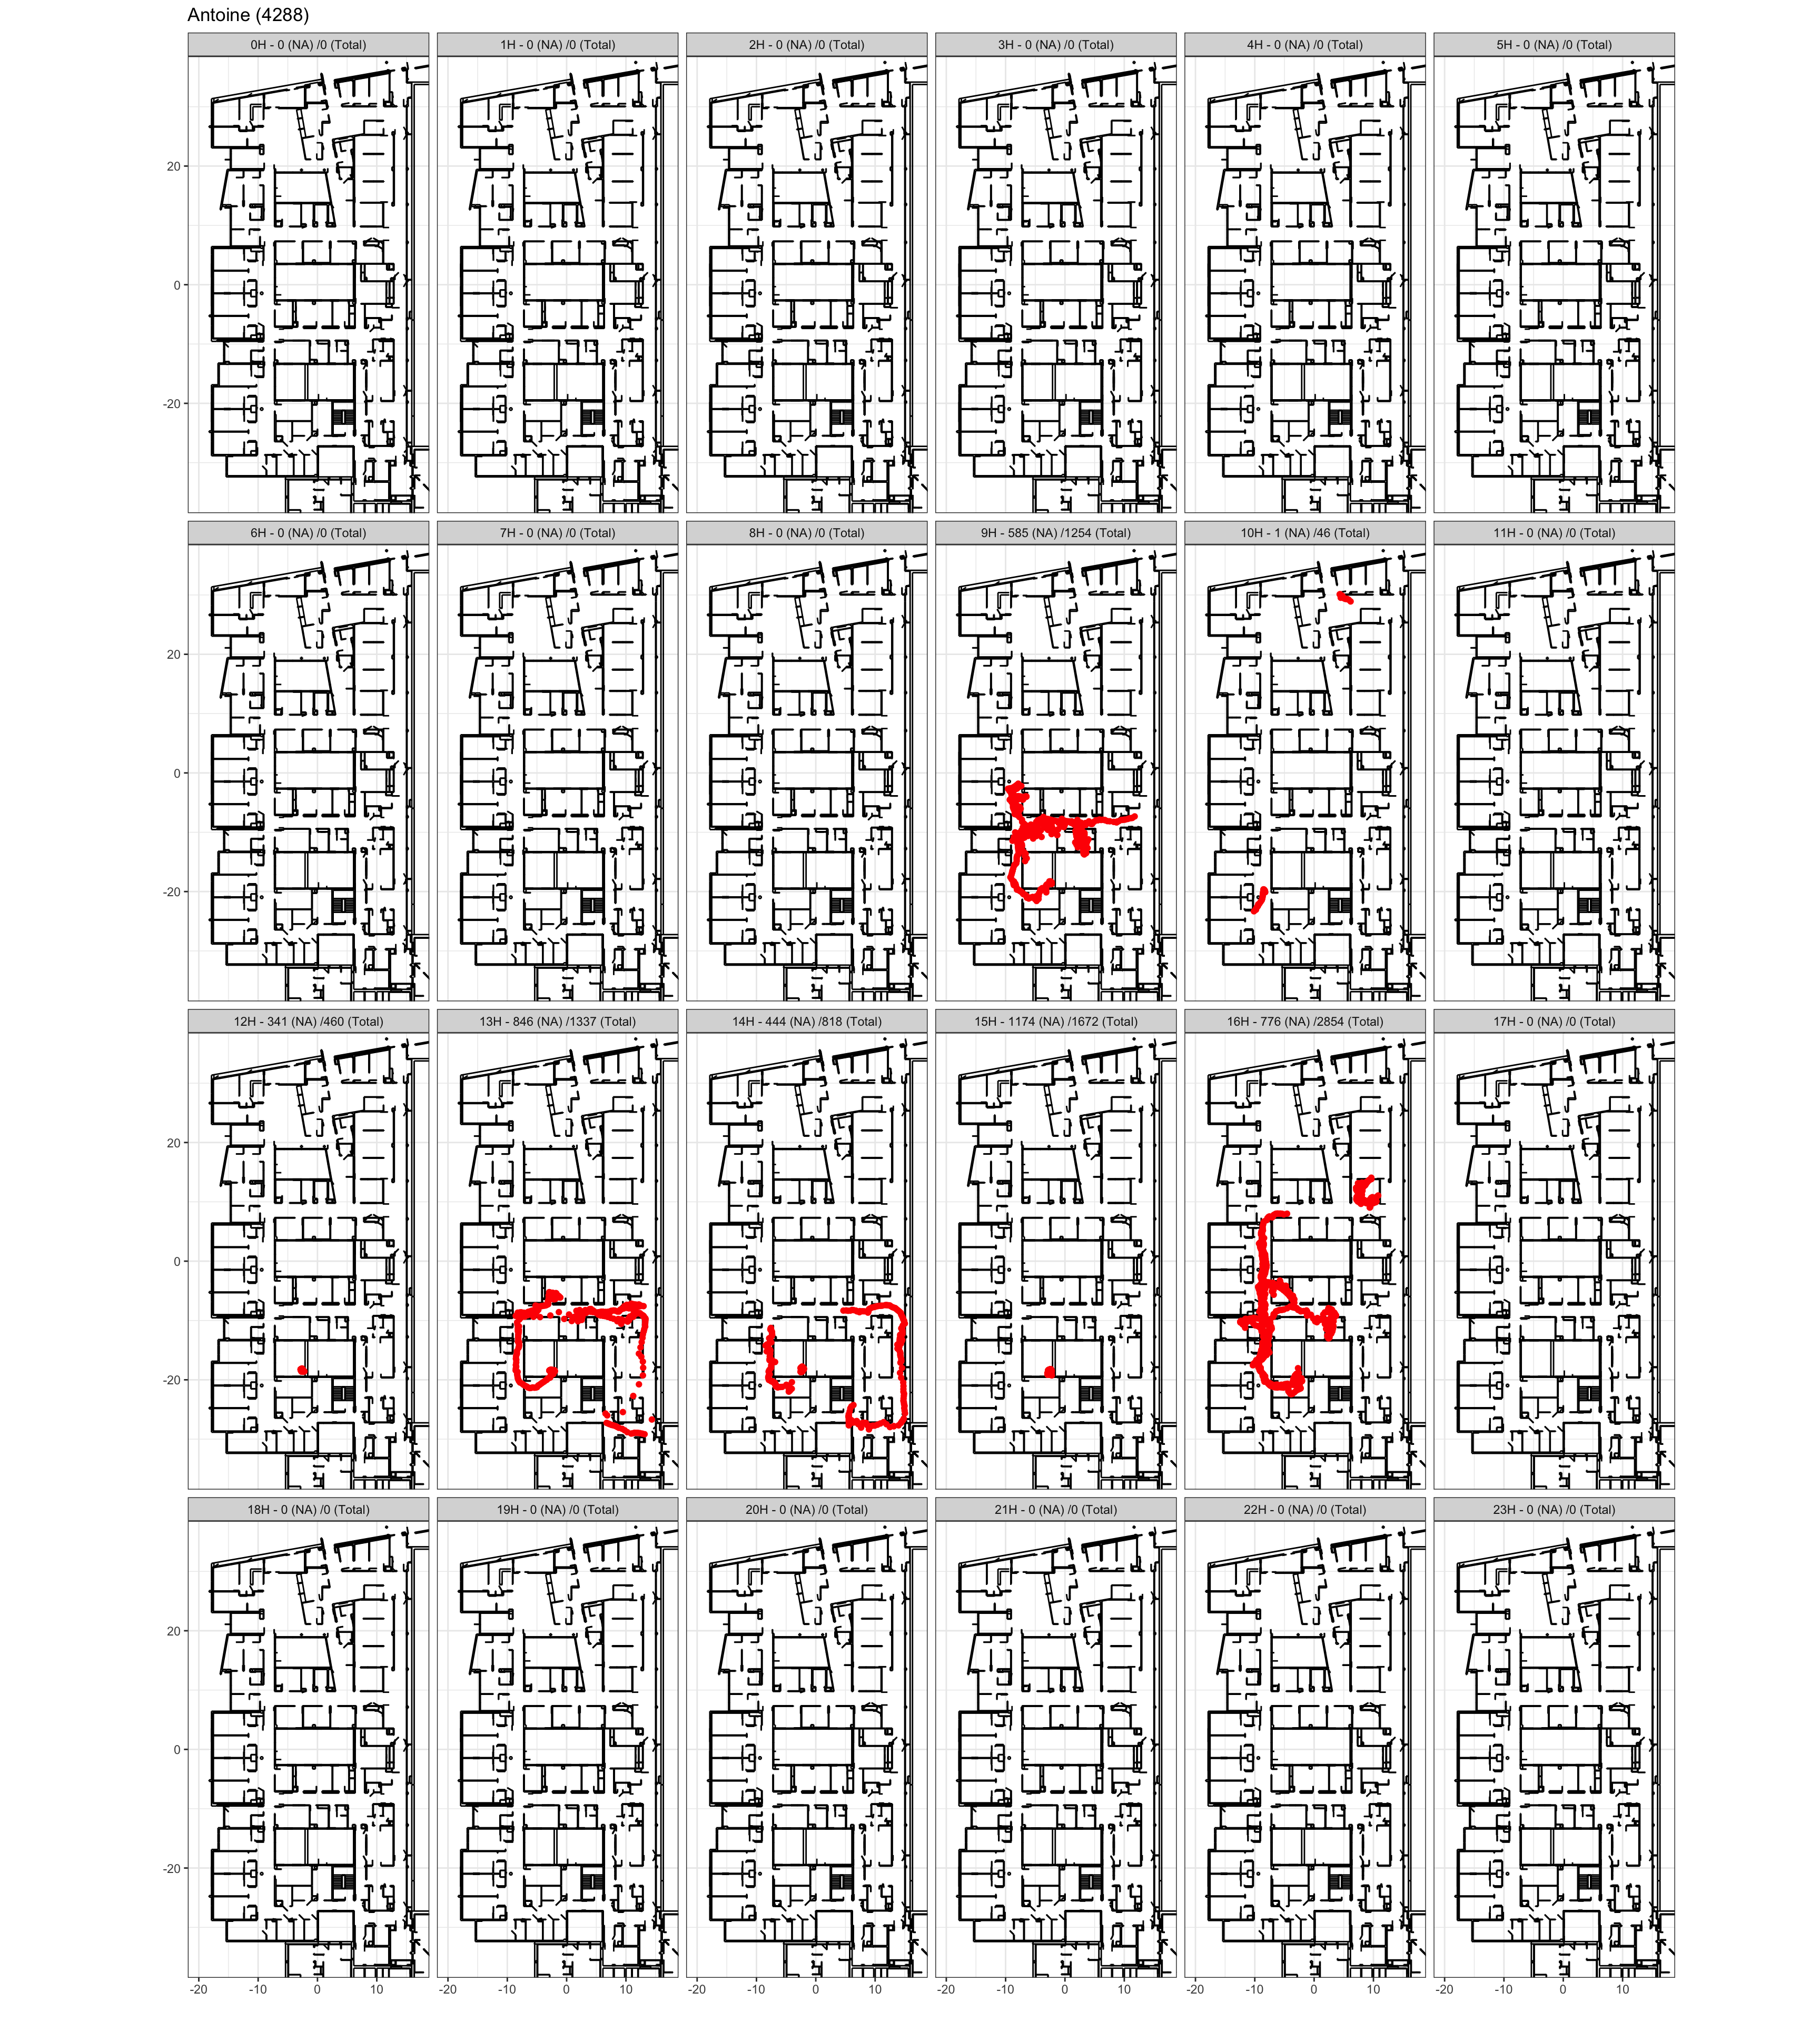 Antoine (4288)
0H - 0 (NA) /0 (Total) 1H - 0 (NA) /0 (Total) 2H - 0 (NA) /0 (Total) 3H - 0 (NA) /0 (Total) 4H - 0 (NA) /0 (Total) 5H - 0 (NA) /0 (Total)
20
0
-20
6H - 0 (NA) /0 (Total) 7H - 0 (NA) /0 (Total) 8H - 0 (NA) /0 (Total) 9H - 585 (NA) /1254 (Total) 10H - 1 (NA) /46 (Total) 11H - 0 (NA) /0 (Total)
20
0
-20
12H - 341 (NA) /460 (Total) 13H - 846 (NA) /1337 (Total) 14H - 444 (NA) /818 (Total) 15H - 1174 (NA) /1672 (Total) 16H - 776 (NA) /2854 (Total) 17H - 0 (NA) /0 (Total)
20
0
-20
18H - 0 (NA) /0 (Total) 19H - 0 (NA) /0 (Total) 20H - 0 (NA) /0 (Total) 21H - 0 (NA) /0 (Total) 22H - 0 (NA) /0 (Total) 23H - 0 (NA) /0 (Total)
20
0
-20
-20 -10 0 10 -20 -10 0 10 -20 -10 0 10 -20 -10 0 10 -20 -10 0 10 -20 -10 0 10